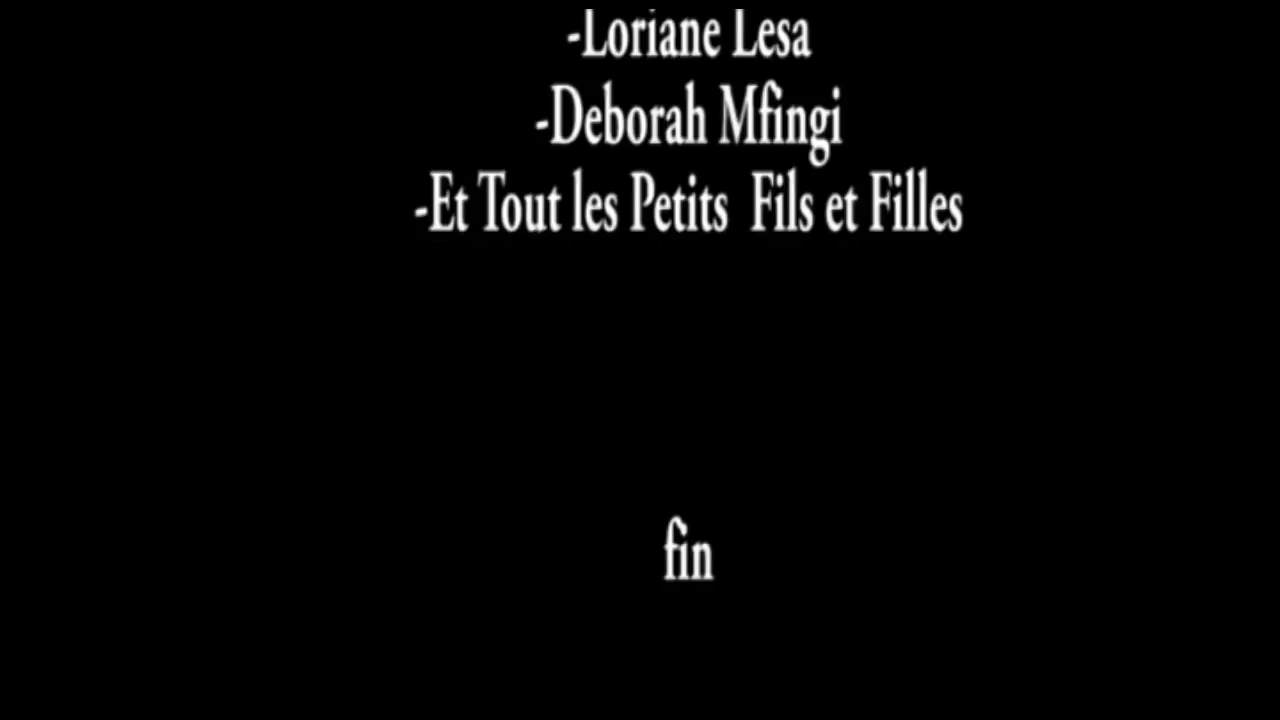 -Loriane Lesa
-Deborah Mfingi
-Et Tout les Petits  Fils et Filles
fin